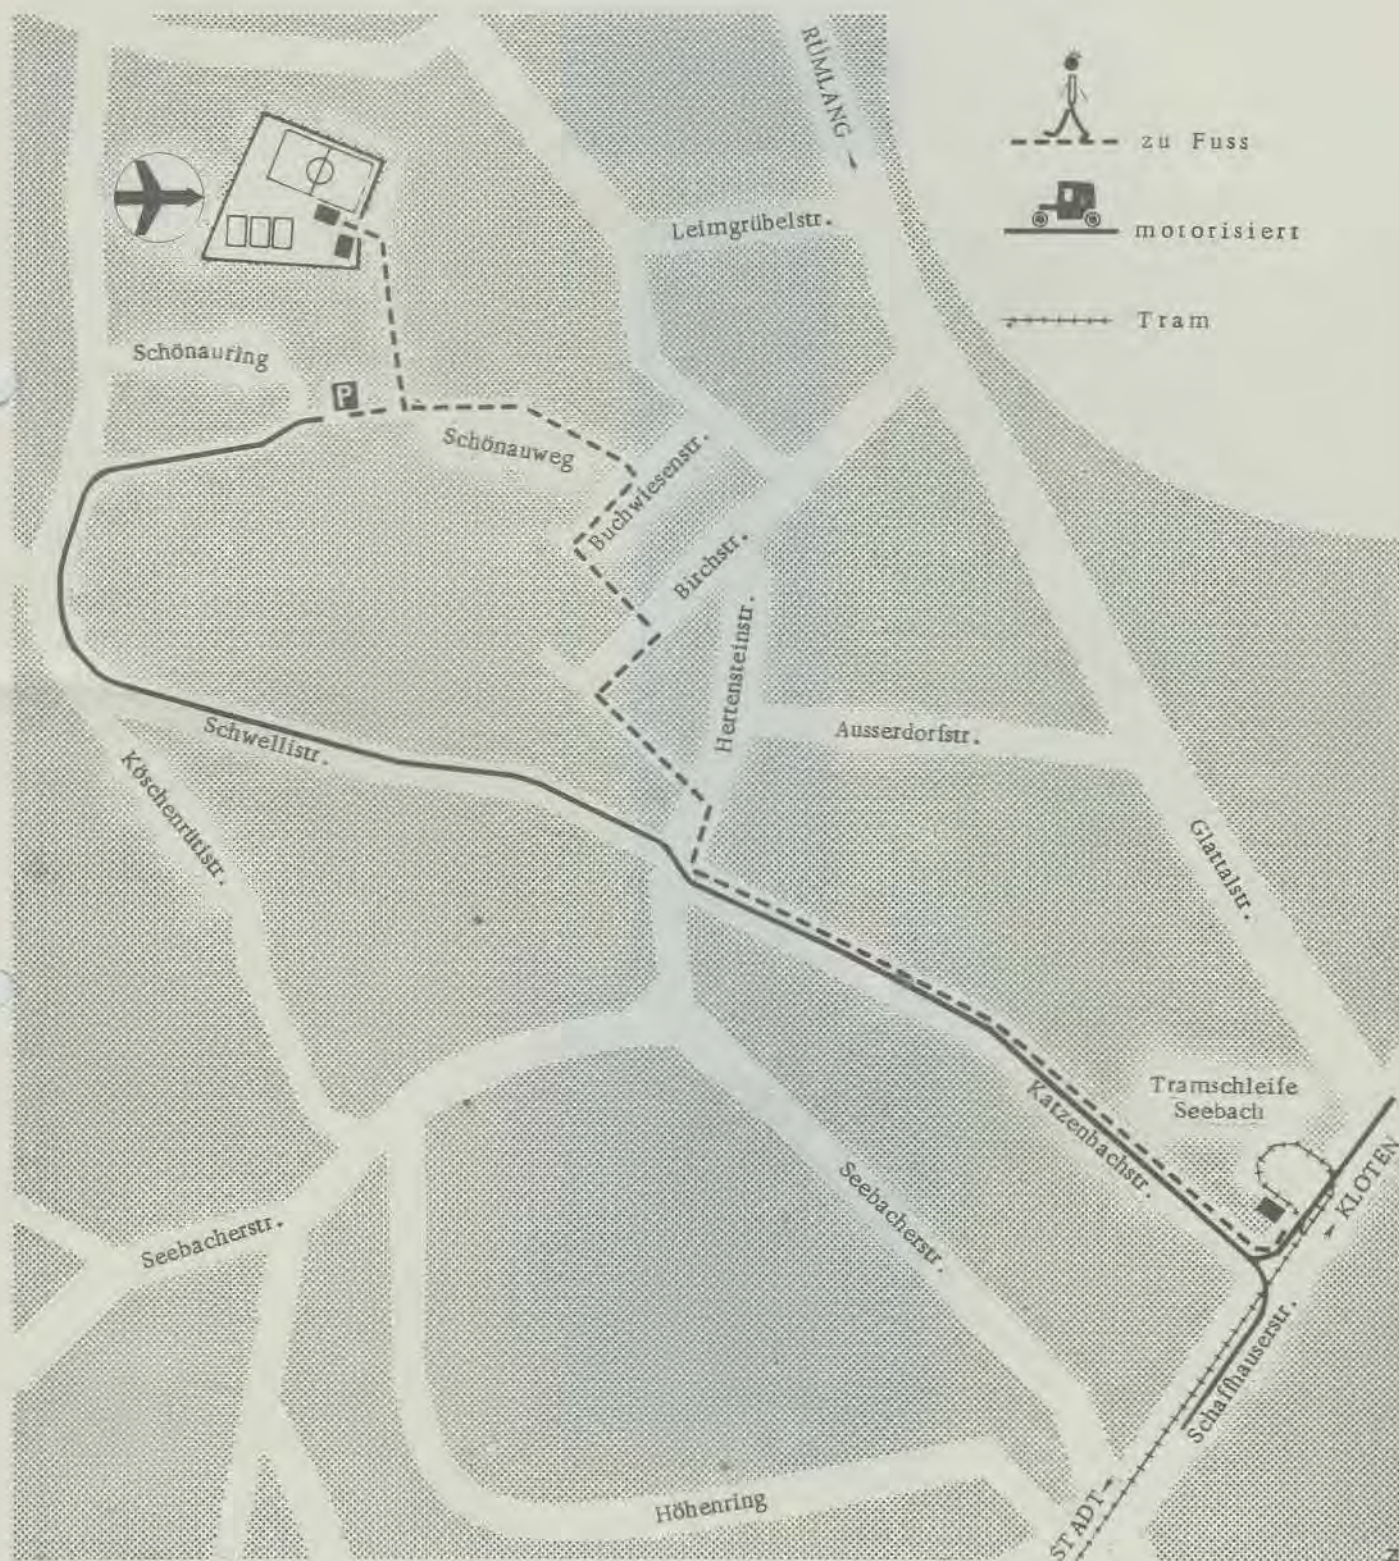 RÜMLANG
zu Fuss
motorisiert
Tram
Leimgrübelstr.
Schönauring
P
Schönauweg
Buchwiesenstr.
Birchstr.
Hertensteinstr.
Ausserdorfstr.
Schwellistr.
Köschenrütistr.
Glattalstr.
Tramschleife
Seebach
Katzenbachstr.
KLOTEN
Seebacherstr.
Seebacherstr.
Schaffhauserstr.
Höhenring
STADT